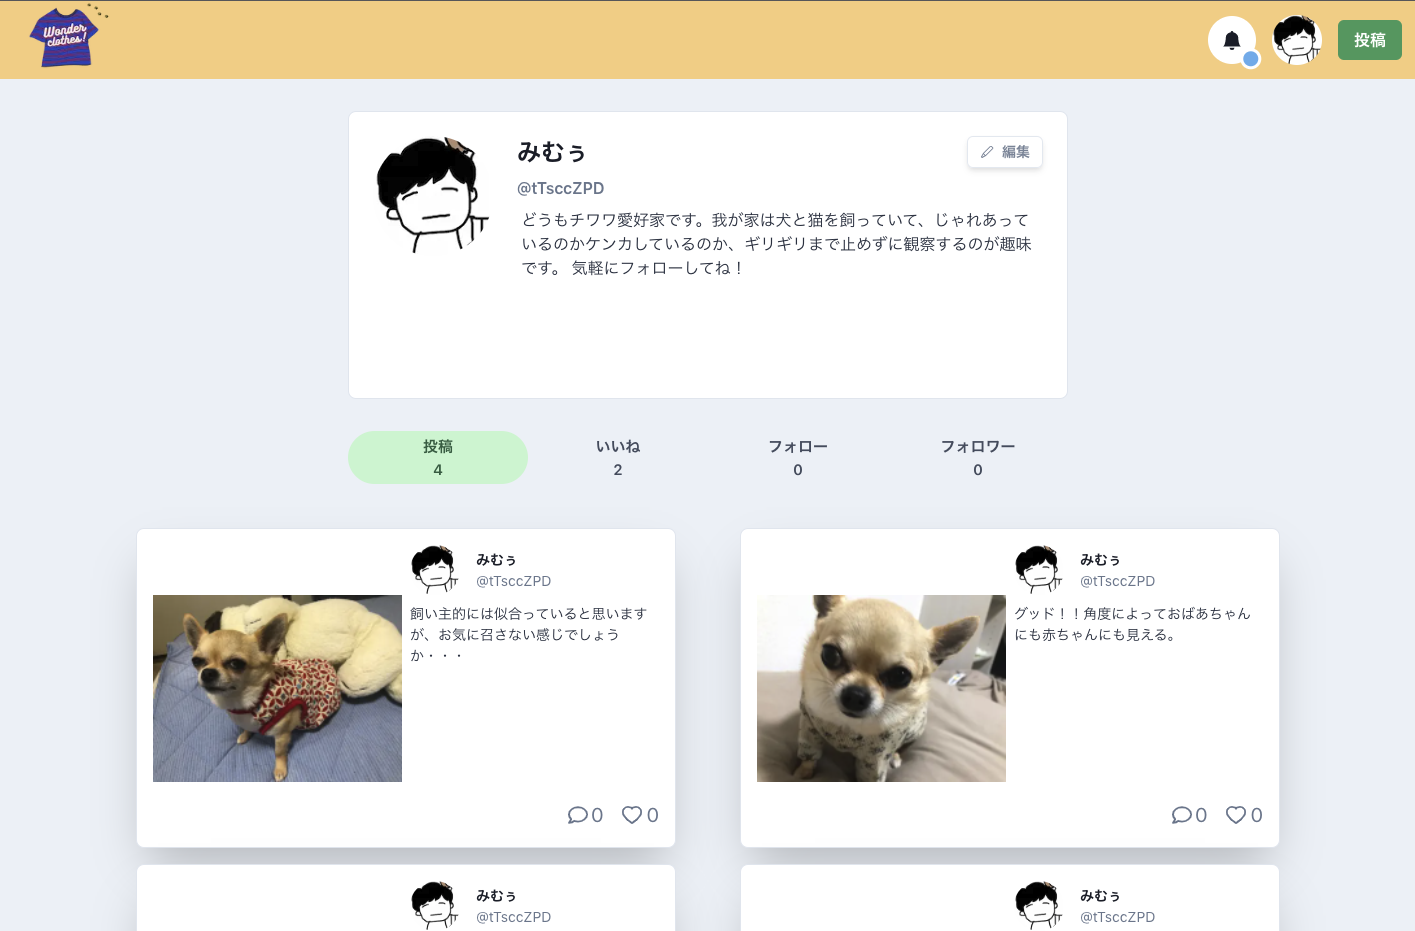 Wonder
clothes!
投稿
みむぅ
編集
@tTsccZPD
どうもチワワ愛好家です。我が家は犬と猫を飼っていて、じゃれあって
いるのかケンカしているのか、ギリギリまで止めずに観察するのが趣味
です。 気軽にフォローしてね！
投稿
4
いいね
2
フォロー
0
フォロワー
0
みむぅ
@tTsccZPD
飼い主的には似合っていると思います
が、お気に召さない感じでしょう
か・・・
0
0
みむぅ
@tTsccZPD
グッド！！角度によっておばあちゃん
にも赤ちゃんにも見える。
0
0
みむぅ
@tTsccZPD
みむぅ
@tTsccZPD